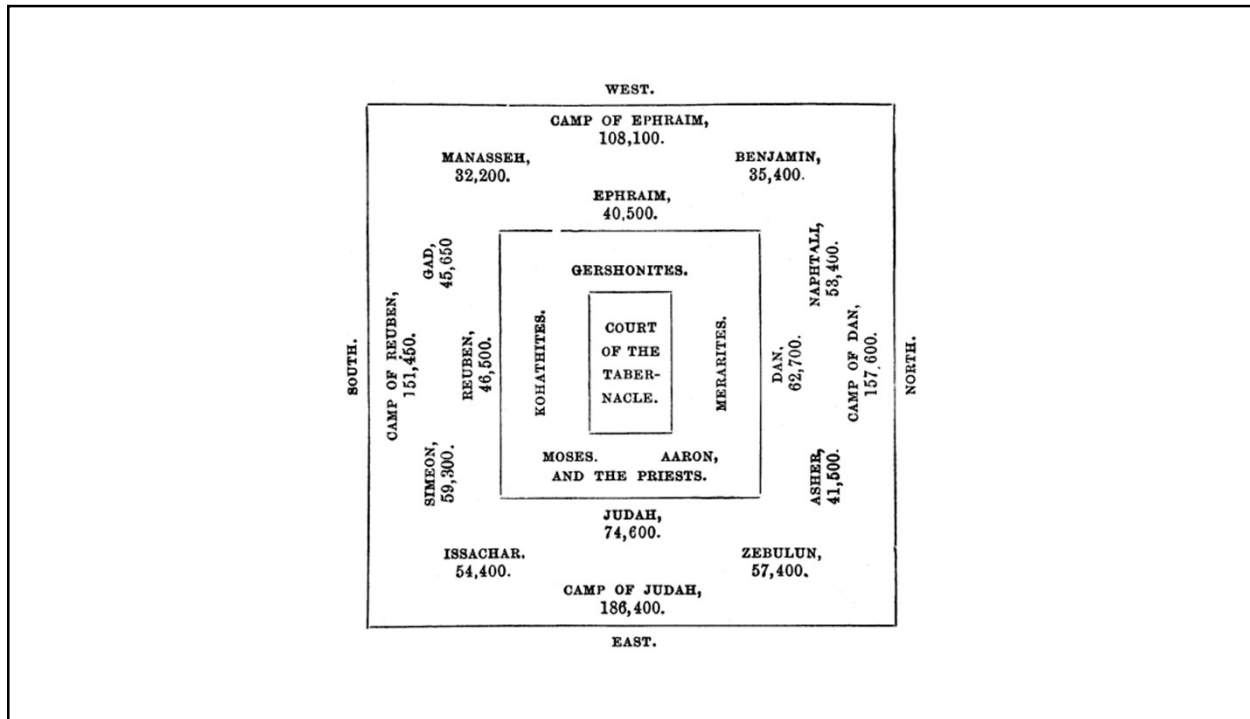 WEST.
CAMP OF EPHRAIM,
108,100.
MANASSEH,
32,200.
BENJAMIN,
35,400.
EPHRAIM,
40,500.
GAD,
45,650
NAPHTALI,
53,400.
GERSHONITES.
SOUTH.
CAMP OF REUBEN,
151,450.
REUBEN,
46,500.
KOHATHITES.
COURT
OF THE
TABER-
NACLE.
MERARITES.
DAN,
62,700.
CAMP OF DAN,
157,600.
NORTH.
SIMEON,
59,300.
MOSES. AARON,
AND THE PRIESTS.
ASHER,
41,500.
JUDAH,
74,600.
ISSACHAR.
54,400.
ZEBULUN,
57,400.
CAMP OF JUDAH,
186,400.
EAST.